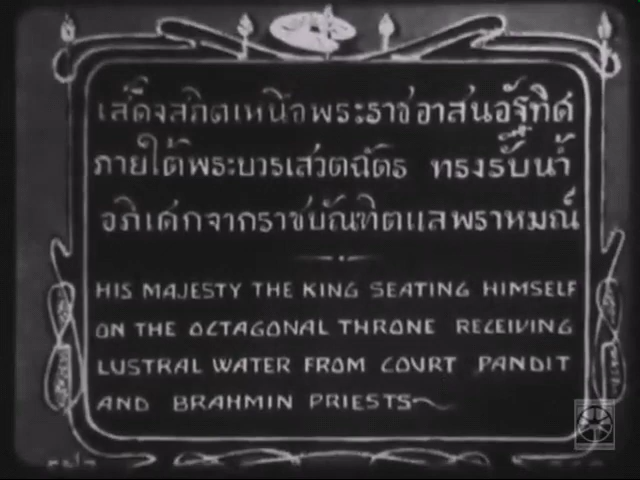 เสด็จสถิตเหนือพระราชอาสนอัฐทิศ
ภายใต้พระบวรเสวตฉัตร ทรงรับน้ำ
อภิเศกจากราชบัณฑิตแลพราหมณ์
HIS MAJESTY THE KING SEATING HIMSELF
ON THE OCTAGONAL THRONE RECEIVING
LUSTRAL WATER FROM COURT PANDIT
AND BRAHMIN PRIESTS